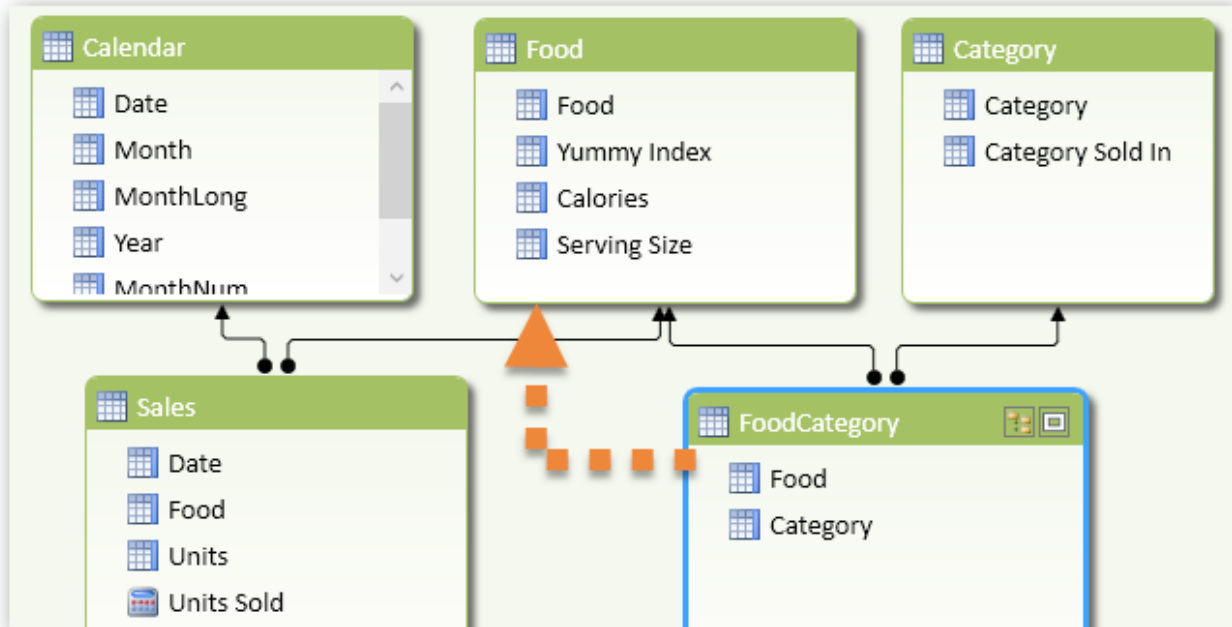 Calendar
Date
Month
MonthLong
Year
MonthNum
Food
Food
Yummy Index
Calories
Serving Size
Category
Category
Category Sold In
Sales
Date
Food
Units
Units Sold
FoodCategory
Food
Category